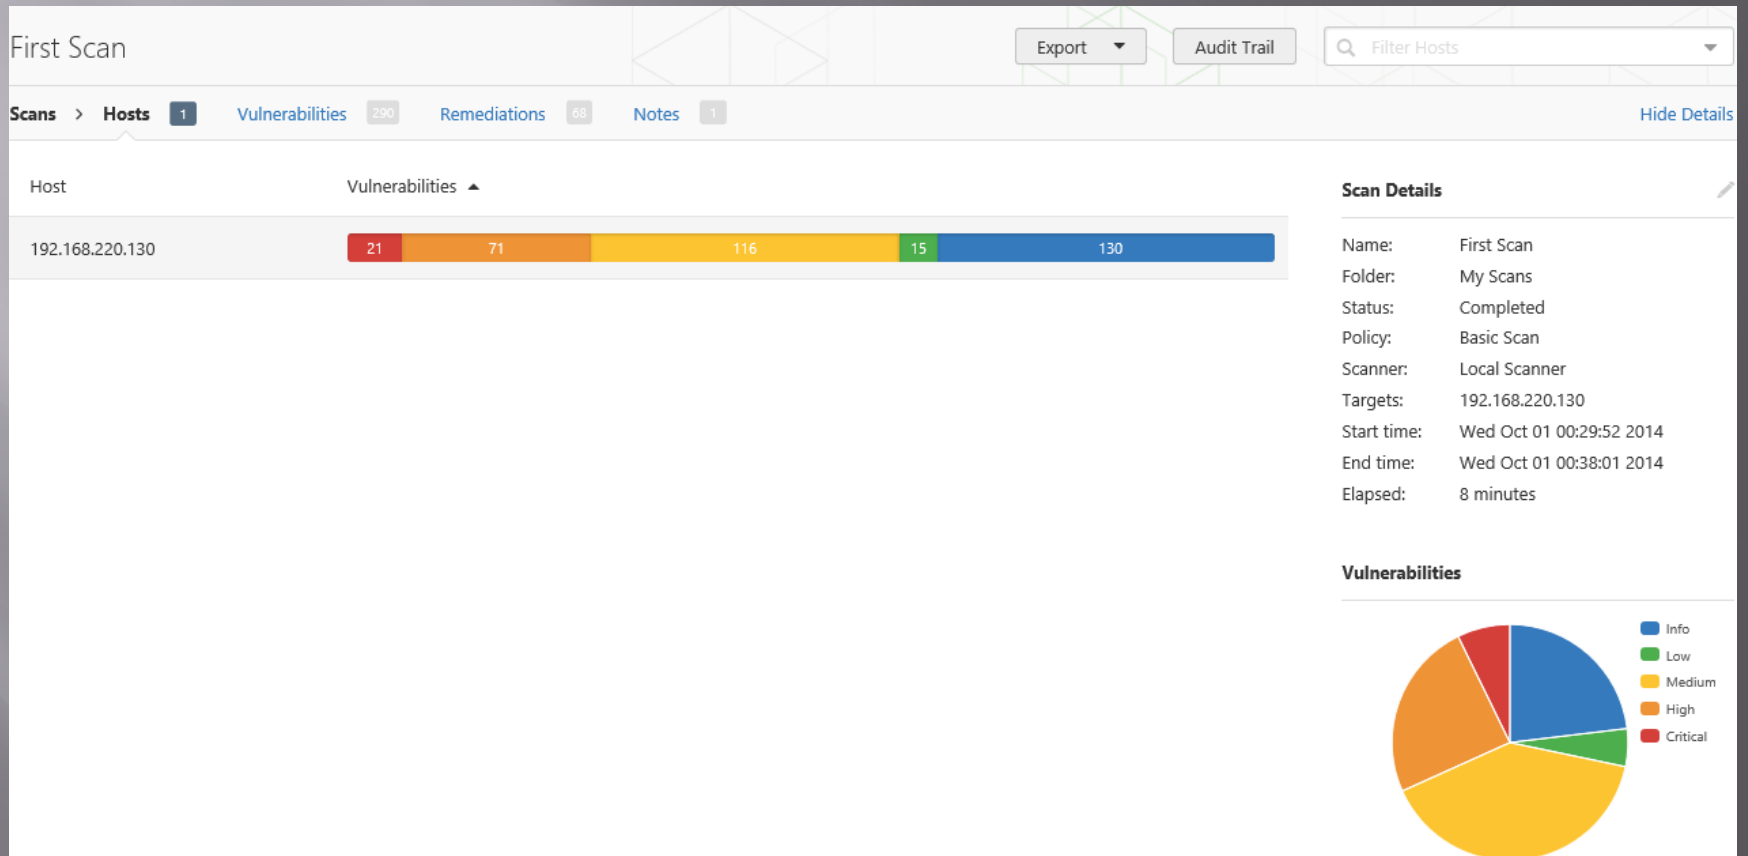 First Scan
Export
Audit Trail
Filter Hosts
Scans > Hosts 1 Vulnerabilities 290 Remediations 68 Notes 1 Hide Details
Host Vulnerabilities
192.168.220.130 21 71 116 15 130
Scan Details
Name: First Scan
Folder: My Scans
Status: Completed
Policy: Basic Scan
Scanner: Local Scanner
Targets: 192.168.220.130
Start time: Wed Oct 01 00:29:52 2014
End time: Wed Oct 01 00:38:01 2014
Elapsed: 8 minutes
Vulnerabilities
Info
Low
Medium
High
Critical